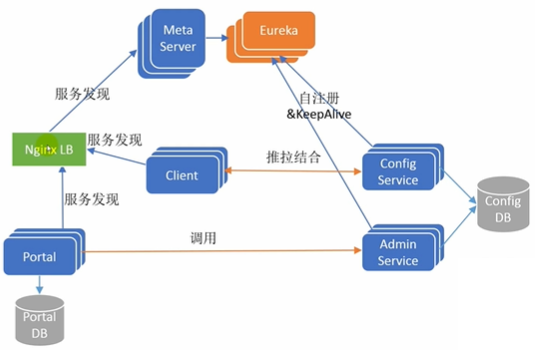 Meta
Server
Eureka
服务发现
自注册
&KeepAlive
Nginx LB
服务发现
Client
推拉结合
Config
Service
服务发现
Config
DB
Portal
调用
Admin
Service
Portal
DB